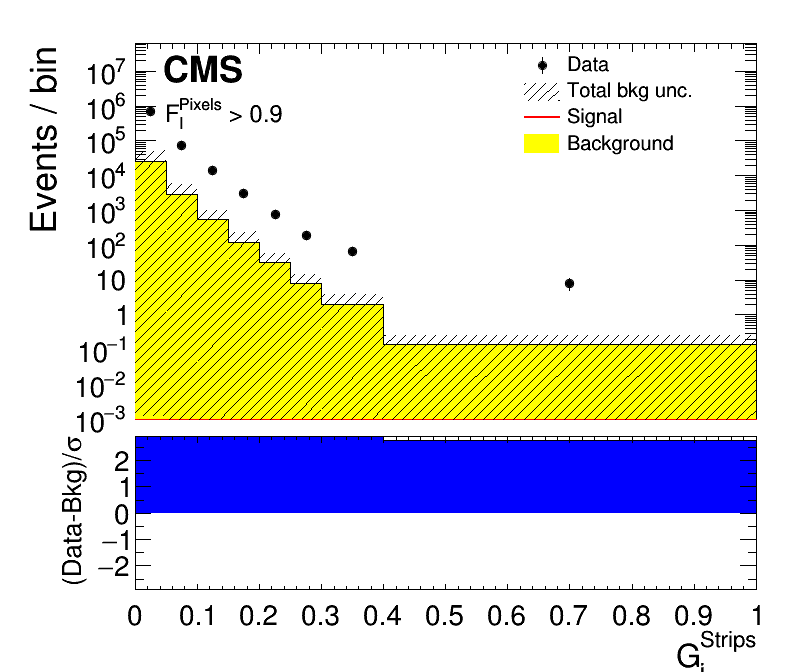 CMS
F_i^Pixels > 0.9
Data
Total bkg unc.
Signal
Background
Events / bin
10^7
10^6
10^5
10^4
10^3
10^2
10
1
10^−1
10^−2
10^−3
(Data-Bkg)/σ
2
1
0
−1
−2
0 0.1 0.2 0.3 0.4 0.5 0.6 0.7 0.8 0.9 1
G_i^Strips